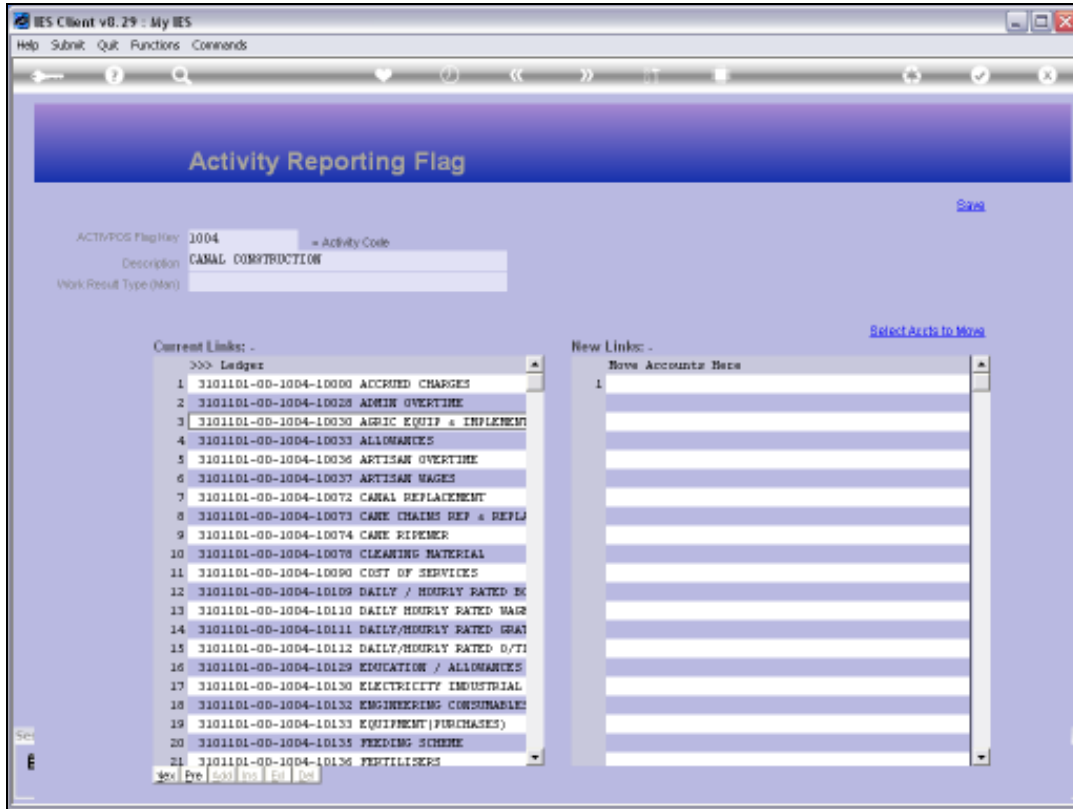 IES Client v8.29 : My IES
Help Submit Quit Functions Commands
Activity Reporting Flag
Save
ACTIVPOS Flag Key 1004 = Activity Code
Description CANAL CONSTRUCTION
Work Result Type (Man)
Select Accts to Move
Current Links: - New Links: -
>>> Ledger Move Accounts Here
1 3101101-00-1004-10000 ACCRUED CHARGES 1
2 3101101-00-1004-10028 ADMIN OVERTIME
3 3101101-00-1004-10030 AGRIC EQUIP & IMPLEMENT
4 3101101-00-1004-10033 ALLOWANCES
5 3101101-00-1004-10036 ARTISAN OVERTIME
6 3101101-00-1004-10037 ARTISAN WAGES
7 3101101-00-1004-10072 CANAL REPLACEMENT
8 3101101-00-1004-10073 CANE CHAINS REP & REPLA
9 3101101-00-1004-10074 CANE RIPENER
10 3101101-00-1004-10078 CLEANING MATERIAL
11 3101101-00-1004-10090 COST OF SERVICES
12 3101101-00-1004-10109 DAILY / HOURLY RATED BO
13 3101101-00-1004-10110 DAILY HOURLY RATED WAGE
14 3101101-00-1004-10111 DAILY/HOURLY RATED GRAT
15 3101101-00-1004-10112 DAILY/HOURLY RATED O/TI
16 3101101-00-1004-10129 EDUCATION / ALLOWANCES
17 3101101-00-1004-10130 ELECTRICITY INDUSTRIAL
18 3101101-00-1004-10132 ENGINEERING CONSUMABLES
19 3101101-00-1004-10133 EQUIPMENT(PURCHASES)
20 3101101-00-1004-10135 FEEDING SCHEME
21 3101101-00-1004-10136 FERTILISERS
Nex Pre Add Ins Ed Del